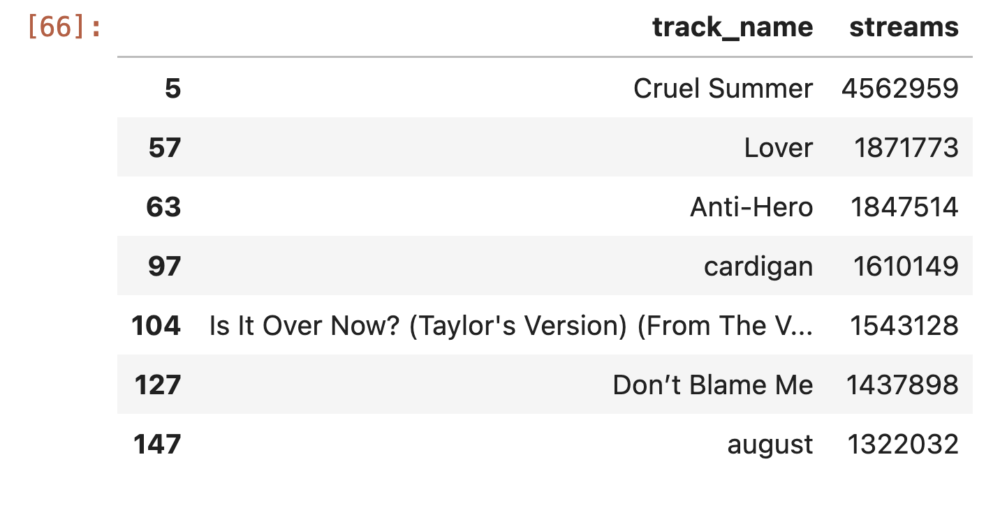 [66]: track_name streams
5 Cruel Summer 4562959
57 Lover 1871773
63 Anti-Hero 1847514
97 cardigan 1610149
104 Is It Over Now? (Taylor's Version) (From The V... 1543128
127 Don’t Blame Me 1437898
147 august 1322032